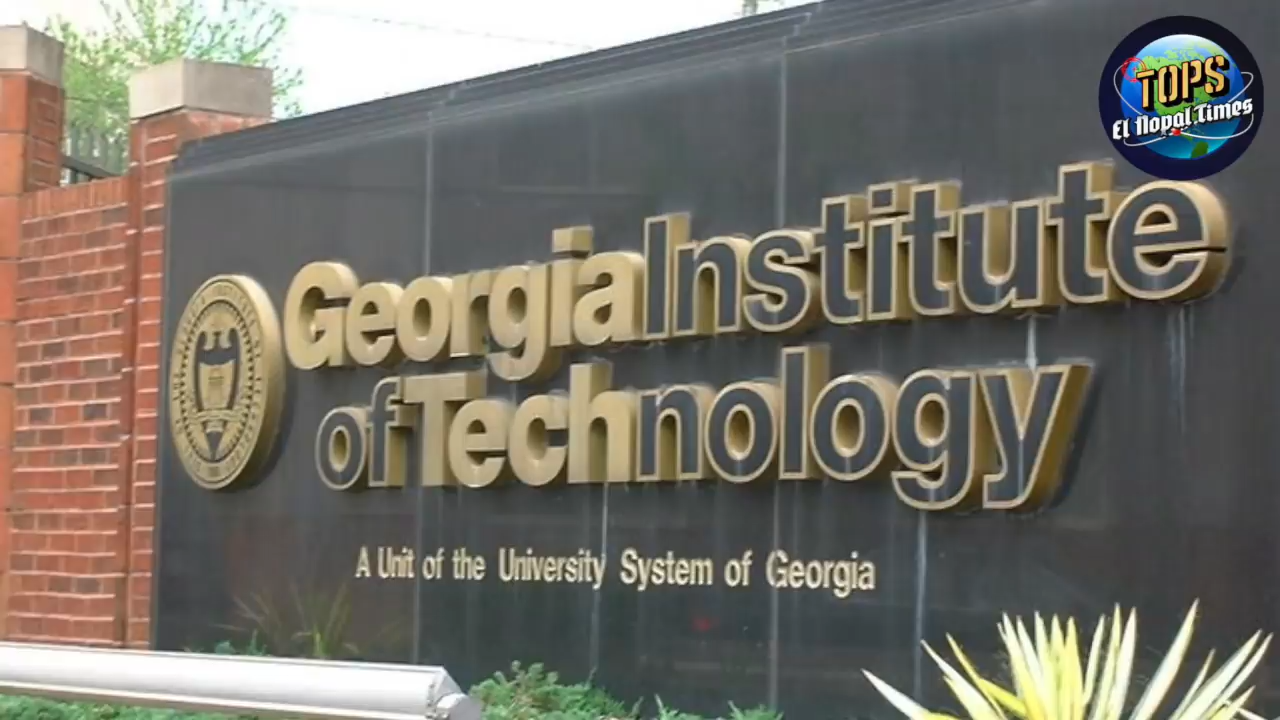 TOPS
El Nopal Times
Georgia Institute
of Technology
A Unit of the University System of Georgia